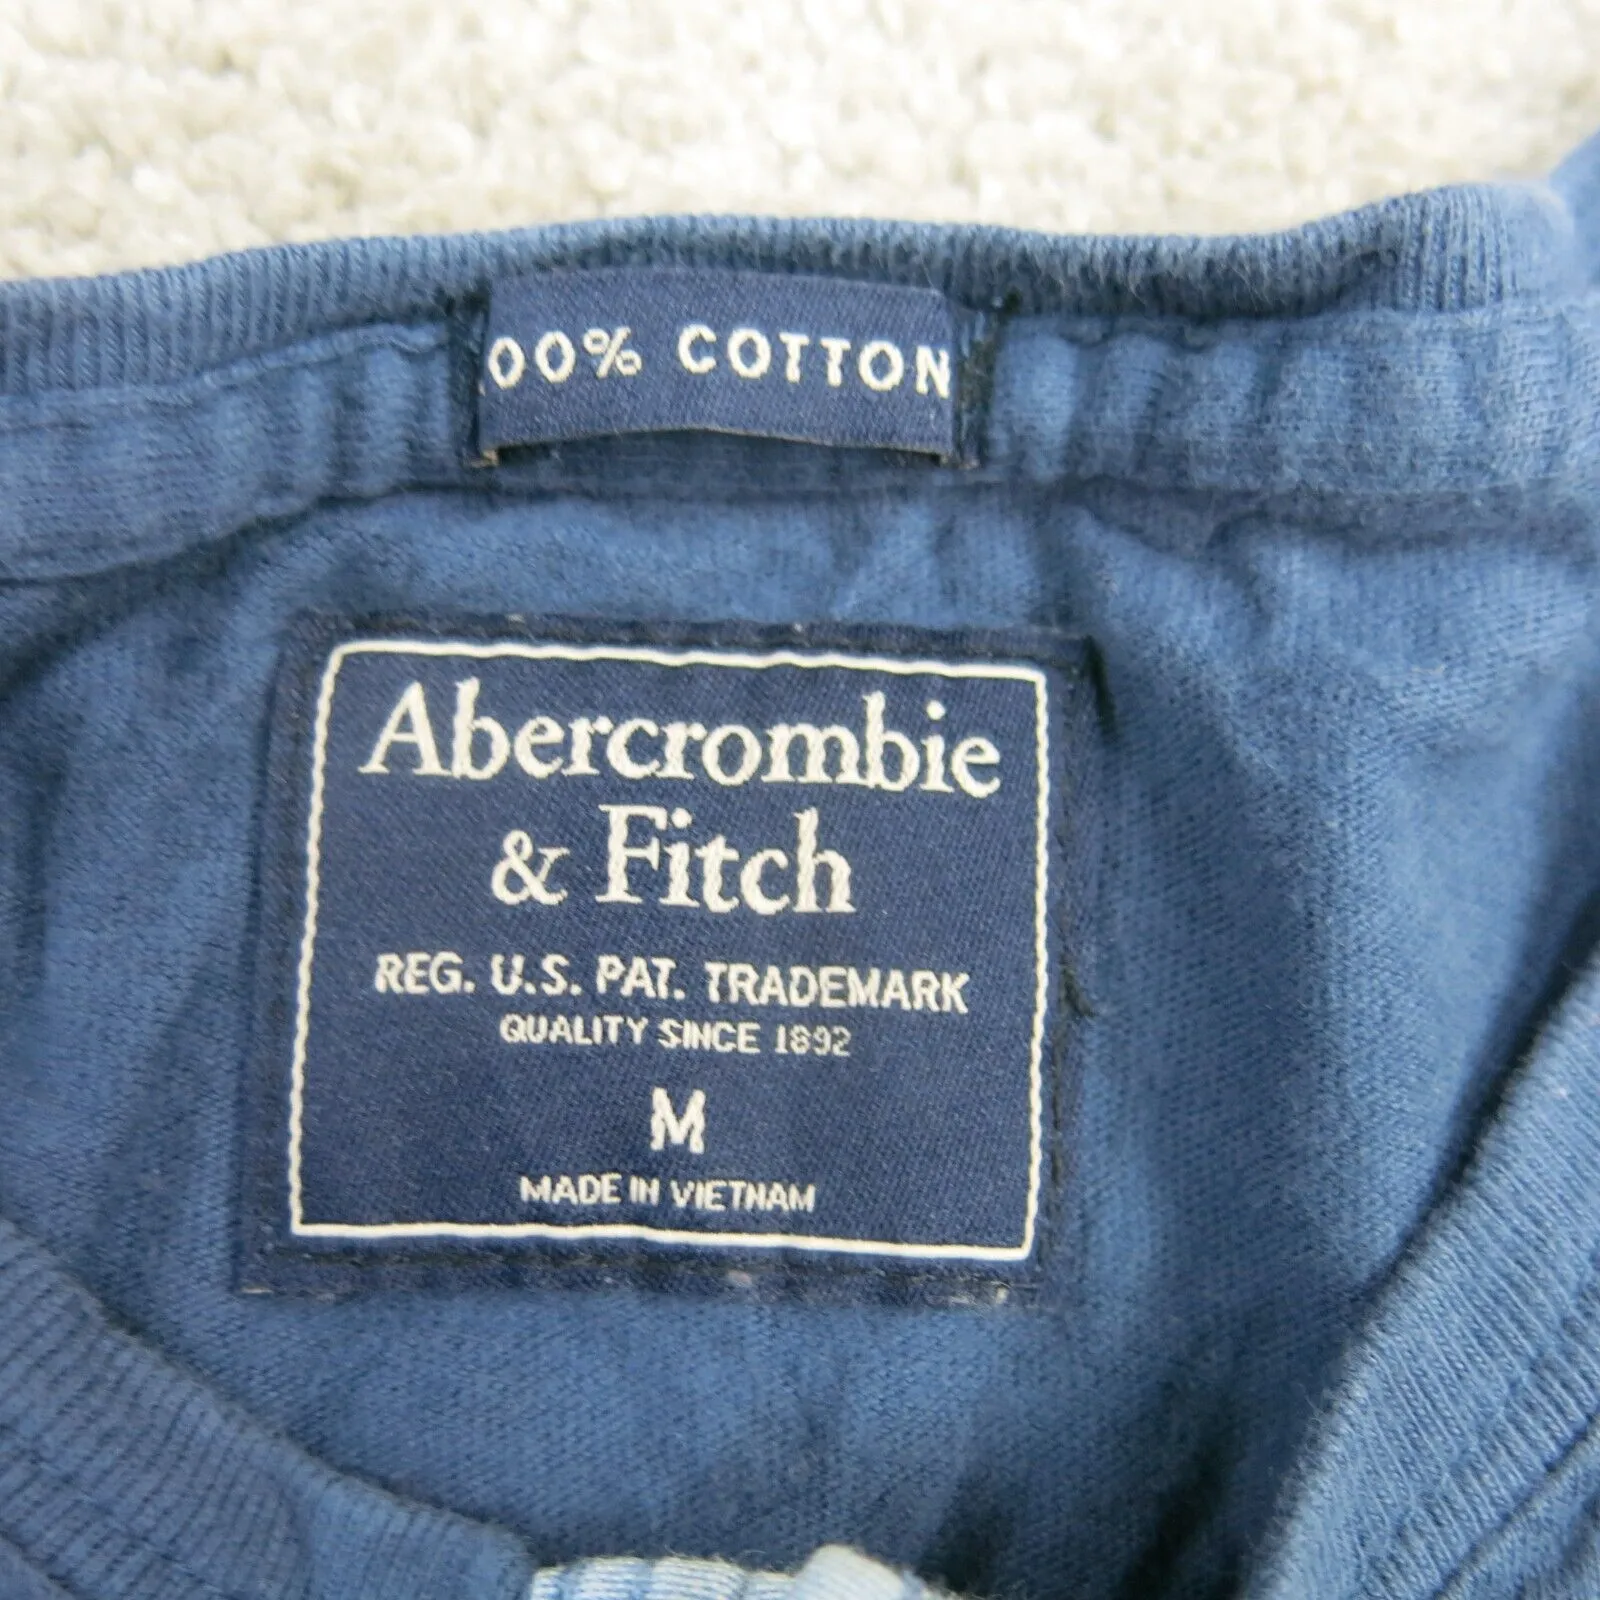 00% COTTON
Abercrombie
& Fitch
REG. U.S. PAT. TRADEMARK
QUALITY SINCE 1892
M
MADE IN VIETNAM